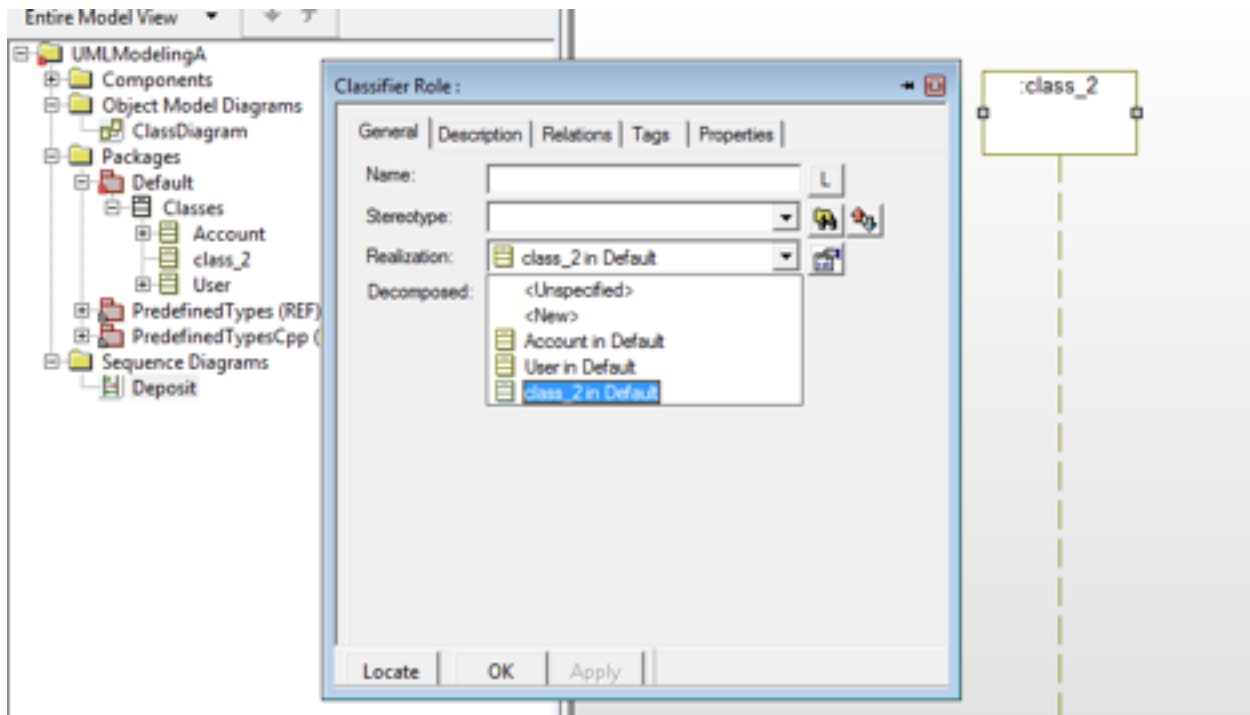 Entire Model View
UMLModelingA
Components
Object Model Diagrams
ClassDiagram
Packages
Default
Classes
Account
class_2
User
PredefinedTypes (REF)
PredefinedTypesCpp (
Sequence Diagrams
Deposit
Classifier Role :
General Description Relations Tags Properties
Name:
L
Stereotype:
Realization: class_2 in Default
Decomposed:
<Unspecified>
<New>
Account in Default
User in Default
class_2 in Default
Locate OK Apply
:class_2